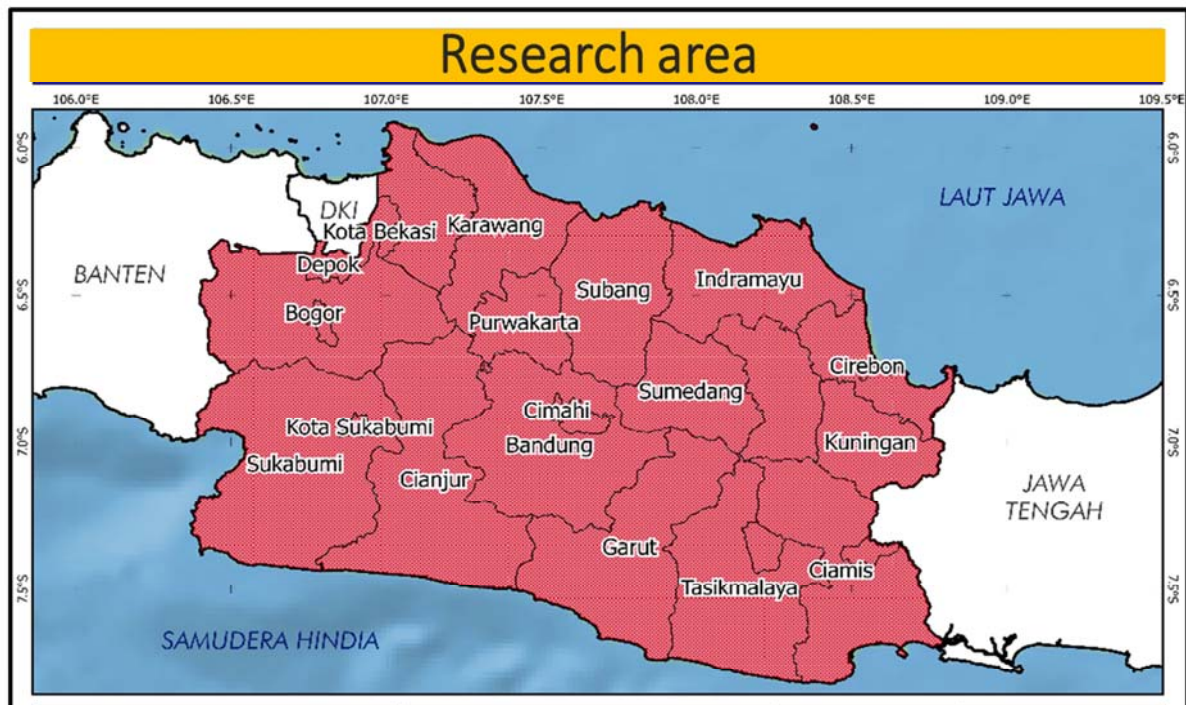 Research area
106.0°E 106.5°E 107.0°E 107.5°E 108.0°E 108.5°E 109.0°E 109.5°E
6.0°S 6.0°S
LAUT JAWA
DKI
Kota Bekasi Karawang
Depok
BANTEN
Indramayu
Subang
6.5°S 6.5°S
Bogor
Purwakarta
Cirebon
Sumedang
Cimahi
Kota Sukabumi
7.0°S 7.0°S
Bandung
Kuningan
Sukabumi
Cianjur
JAWA
TENGAH
Garut
Ciamis
Tasikmalaya
7.5°S 7.5°S
SAMUDERA HINDIA